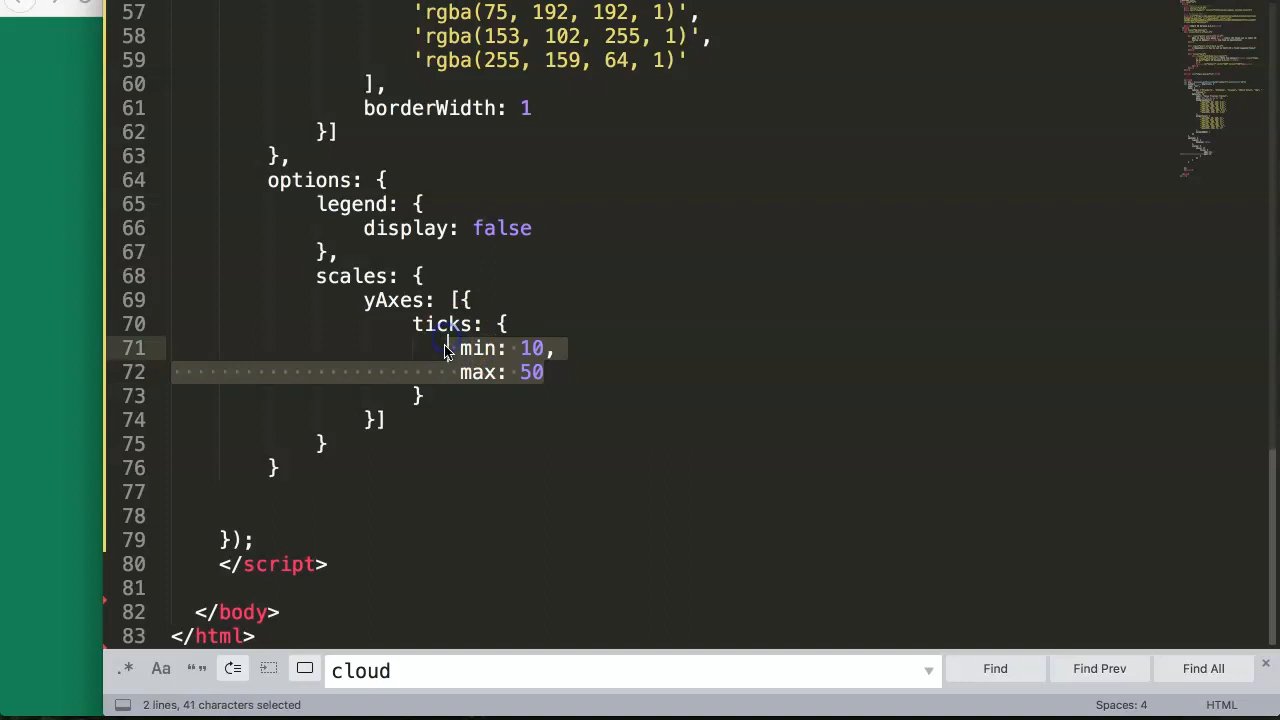 57 'rgba(75, 192, 192, 1)',
58 'rgba(153, 102, 255, 1)',
59 'rgba(255, 159, 64, 1)'
60 ],
61 borderWidth: 1
62 }]
63 },
64 options: {
65 legend: {
66 display: false
67 },
68 scales: {
69 yAxes: [{
70 ticks: {
71 min: 10,
72 max: 50
73 }
74 }]
75 }
76 }
77
78
79 });
80 </script>
81
82 </body>
83 </html>
.* Aa "" cloud Find Find Prev Find All
2 lines, 41 characters selected Spaces: 4 HTML